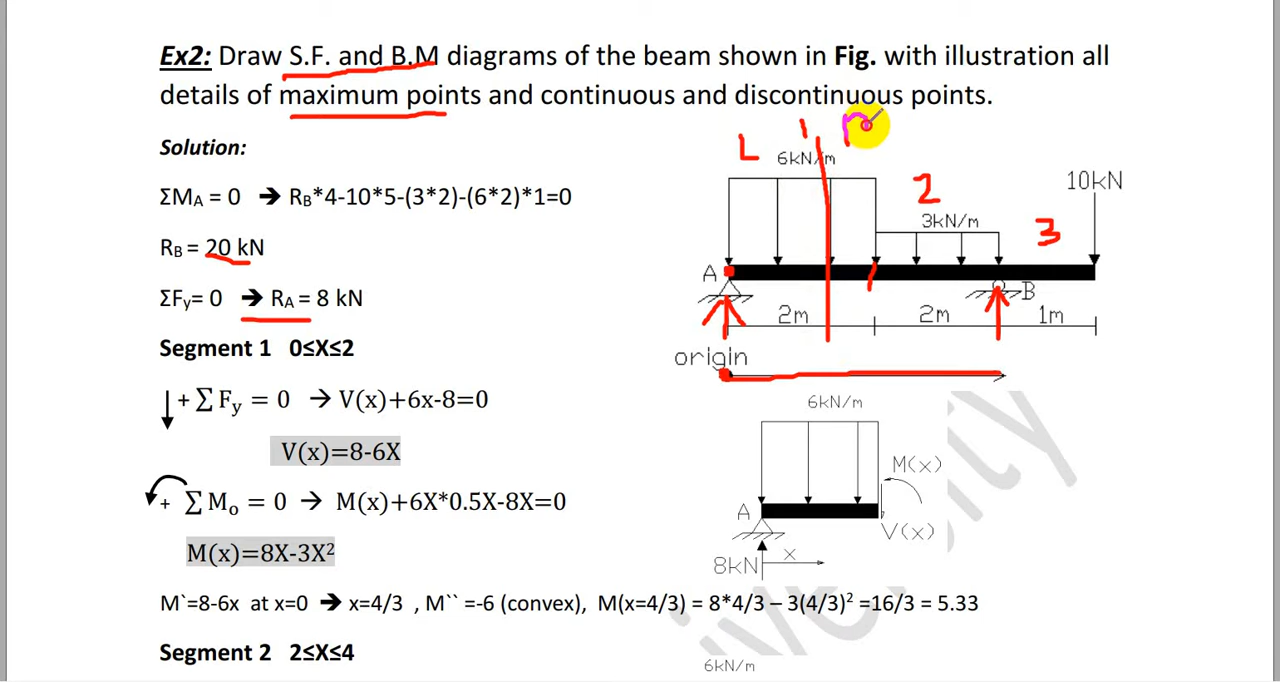 Ex2: Draw S.F. and B.M diagrams of the beam shown in Fig. with illustration all
details of maximum points and continuous and discontinuous points.
Solution:
ΣMA = 0 ➔ RB*4-10*5-(3*2)-(6*2)*1=0
RB = 20 kN
ΣFy= 0 ➔ RA = 8 kN
Segment 1 0≤X≤2
+ ∑ Fy = 0 → V(x)+6x-8=0
V(x)=8-6X
+ ∑ Mo = 0 → M(x)+6X*0.5X-8X=0
M(x)=8X-3X²
M`=8-6x at x=0 ➔ x=4/3 , M`` =-6 (convex), M(x=4/3) = 8*4/3 – 3(4/3)² =16/3 = 5.33
Segment 2 2≤X≤4
L
1
6kN/m
2
3kN/m
3
10kN
A
B
2m
2m
1m
origin
6kN/m
M(x)
A
V(x)
8kN
x
6kN/m